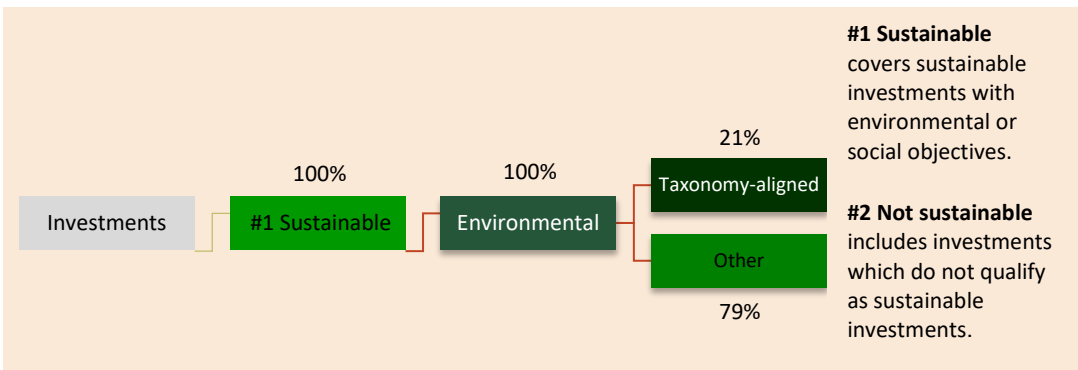 100%
100%
21%
Investments
#1 Sustainable
Environmental
Taxonomy-aligned
Other
79%
#1 Sustainable
covers sustainable
investments with
environmental or
social objectives.
#2 Not sustainable
includes investments
which do not qualify
as sustainable
investments.